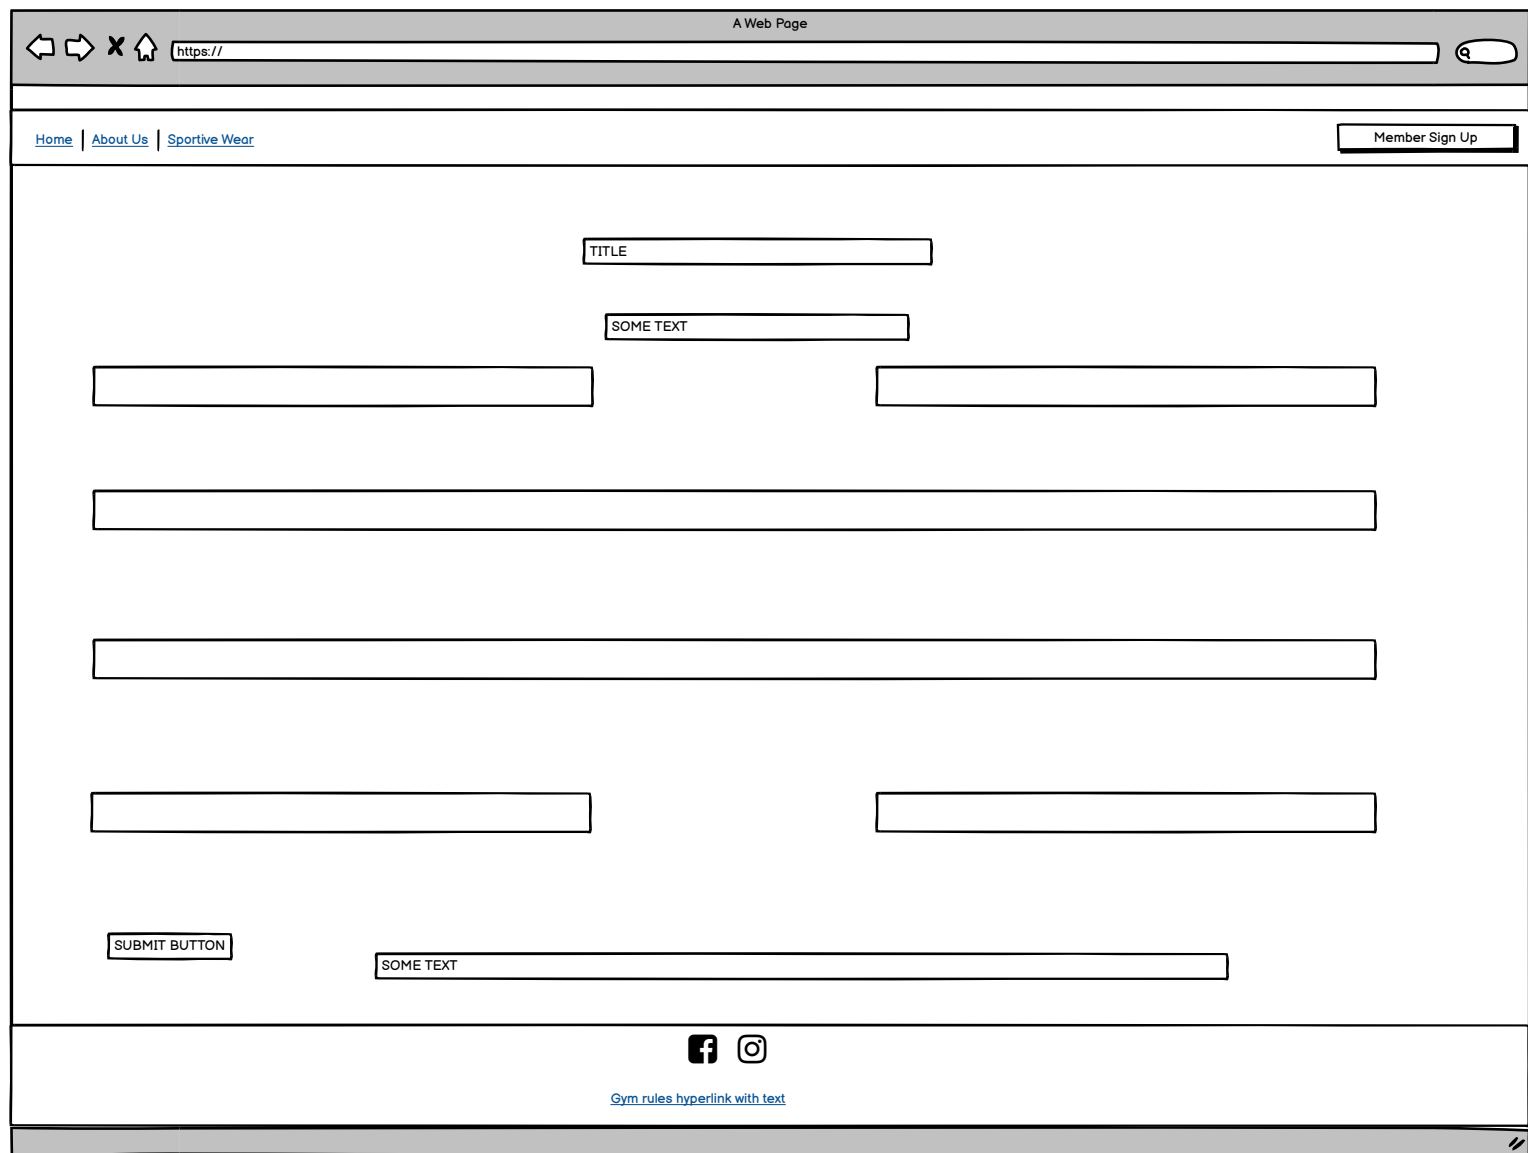 A Web Page
https://
Home
About Us
Sportive Wear
Member Sign Up
TITLE
SOME TEXT
SUBMIT BUTTON
SOME TEXT
Gym rules hyperlink with text